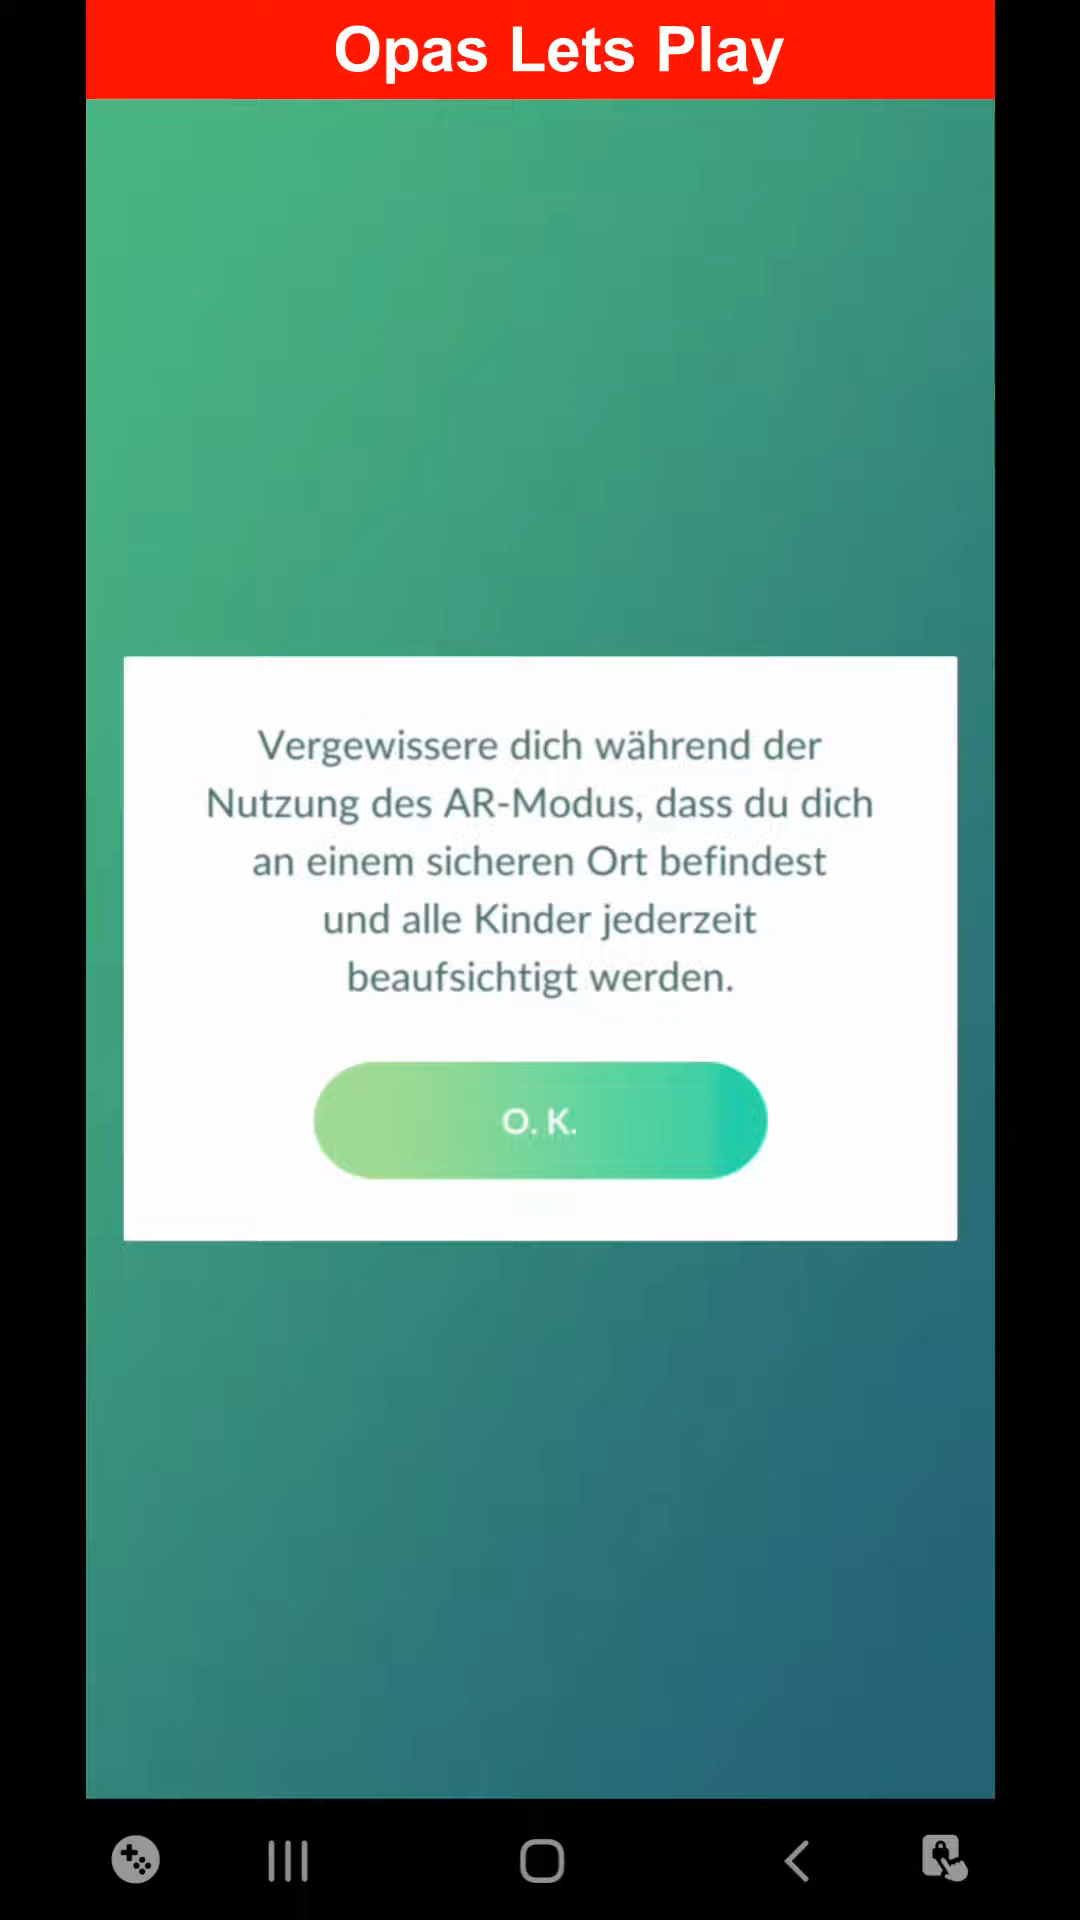 Opas Lets Play
Vergewissere dich während der
Nutzung des AR-Modus, dass du dich
an einem sicheren Ort befindest
und alle Kinder jederzeit
beaufsichtigt werden.
O. K.